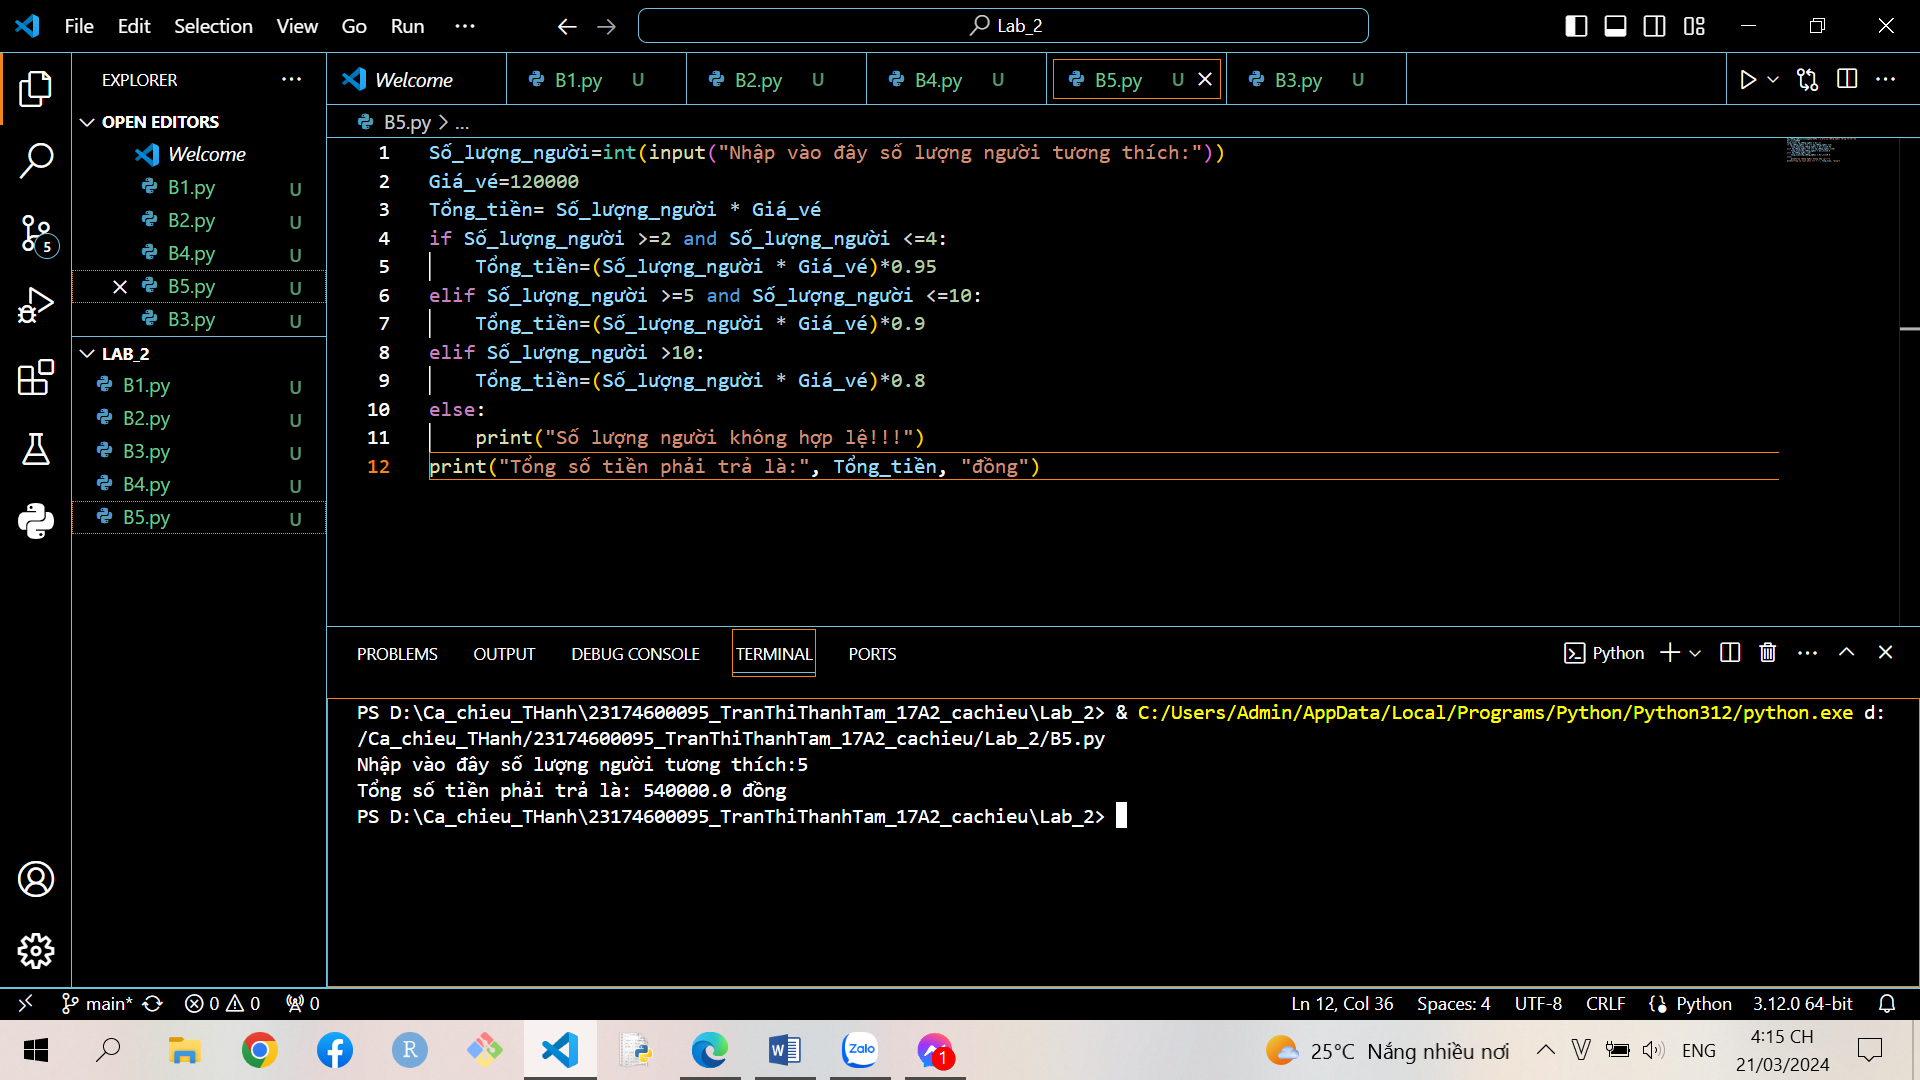 File Edit Selection View Go Run ···
Lab_2
EXPLORER ···
OPEN EDITORS
Welcome
B1.py U
B2.py U
B4.py U
B5.py U
B3.py U
LAB_2
B1.py U
B2.py U
B3.py U
B4.py U
B5.py U
5
Welcome B1.py U B2.py U B4.py U B5.py U B3.py U
B5.py > ...
1 Số_lượng_người=int(input("Nhập vào đây số lượng người tương thích:"))
2 Giá_vé=120000
3 Tổng_tiền= Số_lượng_người * Giá_vé
4 if Số_lượng_người >=2 and Số_lượng_người <=4:
5 Tổng_tiền=(Số_lượng_người * Giá_vé)*0.95
6 elif Số_lượng_người >=5 and Số_lượng_người <=10:
7 Tổng_tiền=(Số_lượng_người * Giá_vé)*0.9
8 elif Số_lượng_người >10:
9 Tổng_tiền=(Số_lượng_người * Giá_vé)*0.8
10 else:
11 print("Số lượng người không hợp lệ!!!")
12 print("Tổng số tiền phải trả là:", Tổng_tiền, "đồng")
PROBLEMS OUTPUT DEBUG CONSOLE TERMINAL PORTS
Python
PS D:\Ca_chieu_THanh\23174600095_TranThiThanhTam_17A2_cachieu\Lab_2> & C:/Users/Admin/AppData/Local/Programs/Python/Python312/python.exe d:
/Ca_chieu_THanh/23174600095_TranThiThanhTam_17A2_cachieu/Lab_2/B5.py
Nhập vào đây số lượng người tương thích:5
Tổng số tiền phải trả là: 540000.0 đồng
PS D:\Ca_chieu_THanh\23174600095_TranThiThanhTam_17A2_cachieu\Lab_2>
main* 0 0 0
Ln 12, Col 36 Spaces: 4 UTF-8 CRLF Python 3.12.0 64-bit
R
Zalo
1
25°C Nắng nhiều nơi
ENG
4:15 CH
21/03/2024